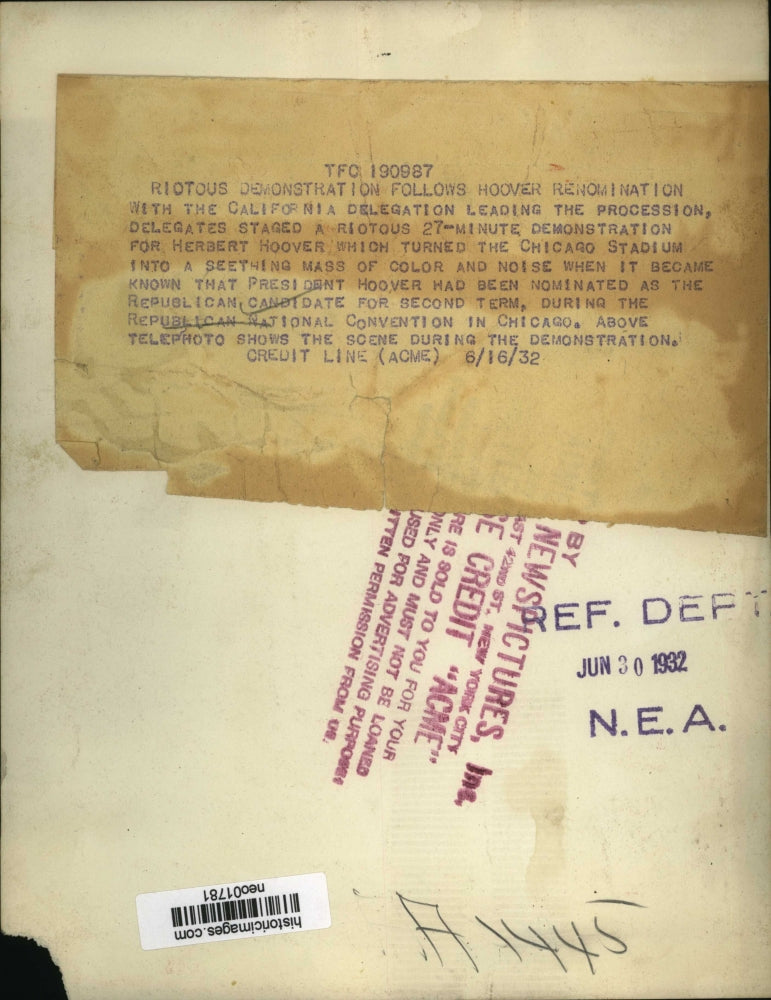 TFC 190987
RIOTOUS DEMONSTRATION FOLLOWS HOOVER RENOMINATION
WITH THE CALIFORNIA DELEGATION LEADING THE PROCESSION,
DELEGATES STAGED A RIOTOUS 27-MINUTE DEMONSTRATION
FOR HERBERT HOOVER WHICH TURNED THE CHICAGO STADIUM
INTO A SEETHING MASS OF COLOR AND NOISE WHEN IT BECAME
KNOWN THAT PRESIDENT HOOVER HAD BEEN NOMINATED AS THE
REPUBLICAN CANDIDATE FOR SECOND TERM, DURING THE
REPUBLICAN NATIONAL CONVENTION IN CHICAGO. ABOVE
TELEPHOTO SHOWS THE SCENE DURING THE DEMONSTRATION.
CREDIT LINE (ACME) 6/16/32
BY
NEWSPICTURES, Inc.
42ND ST., NEW YORK CITY
CREDIT "ACME"
IS SOLD TO YOU FOR YOUR
ONLY AND MUST NOT BE LOANED
USED FOR ADVERTISING PURPOSES
PERMISSION FROM US.
REF. DEPT
JUN 30 1932
N.E.A.
historicimages.com
neo01781
A 1445